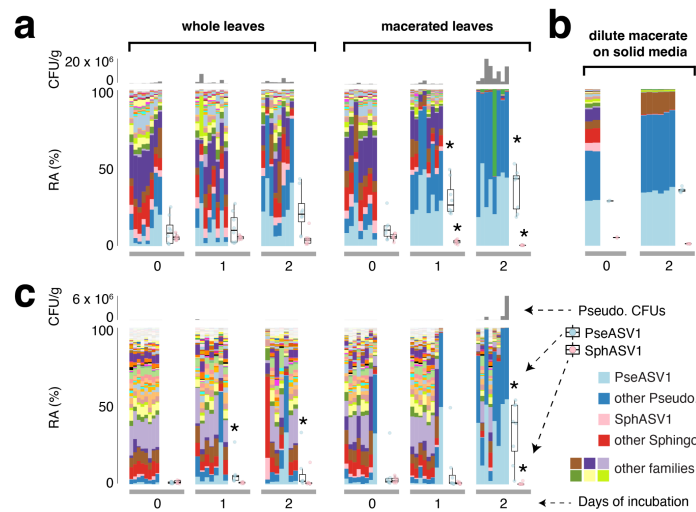 a
whole leaves
macerated leaves
CFU/g
20 x 10⁶
0
RA (%)
100
50
0
* * * *
0 1 2 0 1 2
b
dilute macerate
on solid media
0 2
c
CFU/g
6 x 10⁶
0
RA (%)
100
50
0
* * * *
0 1 2 0 1 2
Pseudo. CFUs
PseASV1
SphASV1
PseASV1
other Pseudo
SphASV1
other Sphingo
other families
Days of incubation